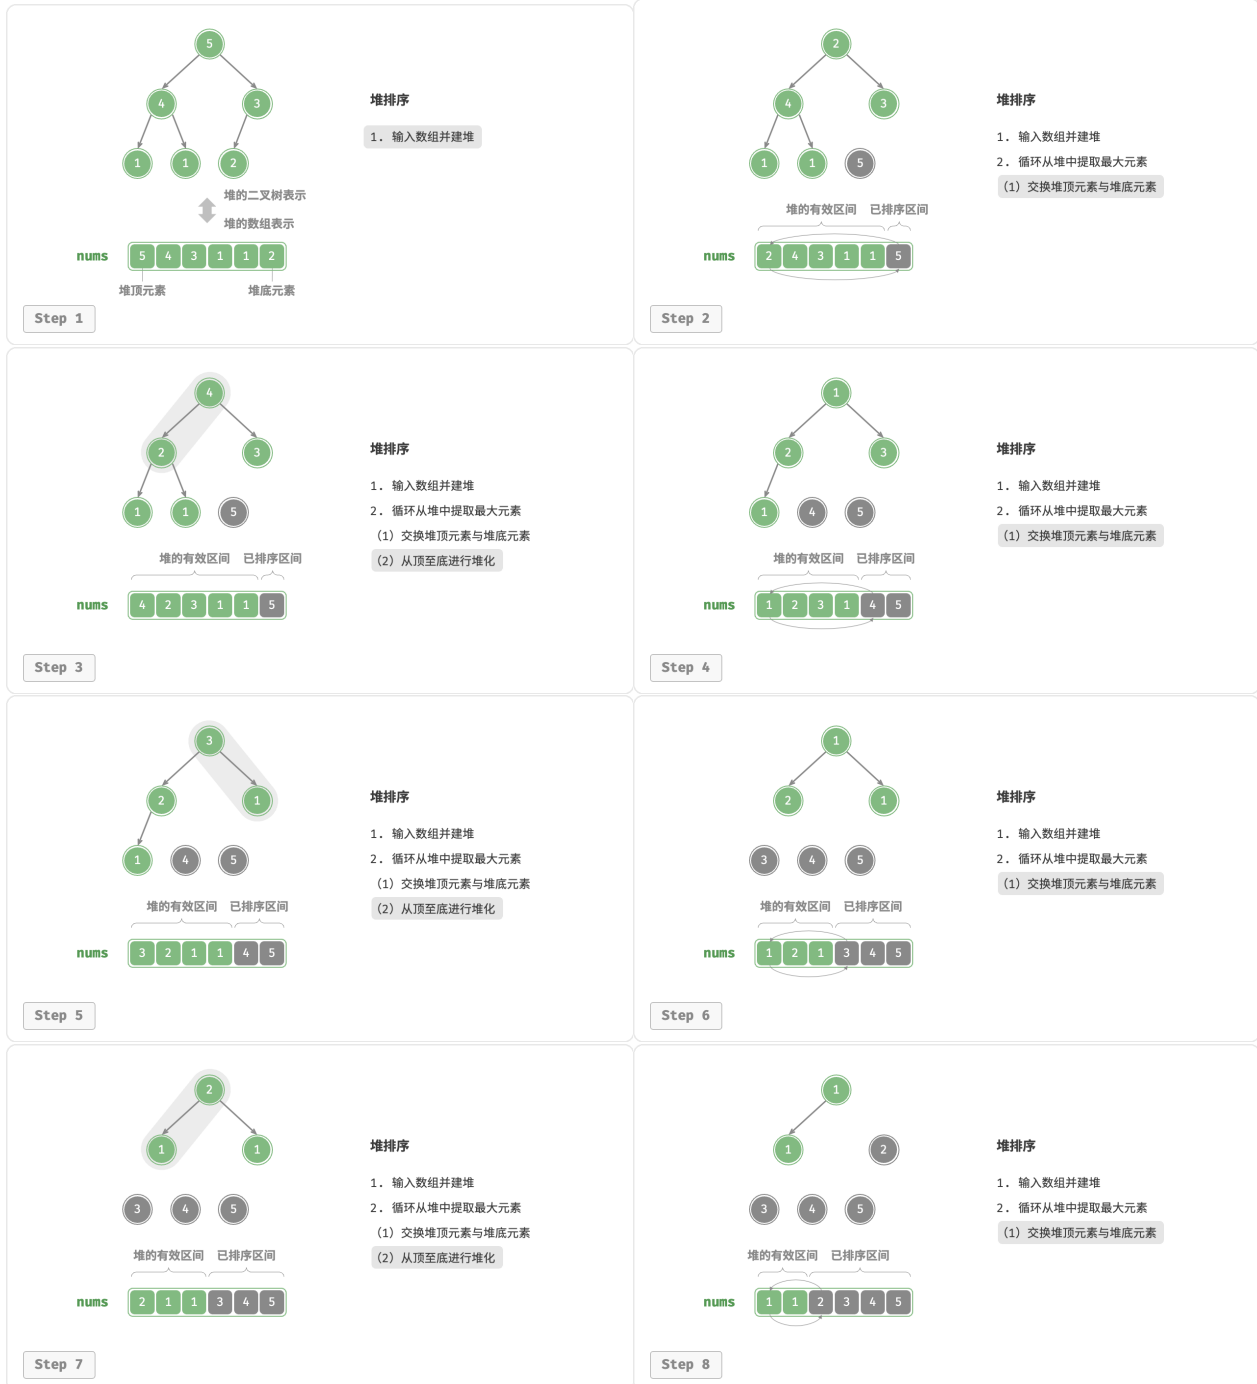 5
4 3
1 1 2
堆的二叉树表示
堆的数组表示
nums 5 4 3 1 1 2
堆顶元素 堆底元素
堆排序
1. 输入数组并建堆
Step 1
2
4 3
1 1 5
堆的有效区间 已排序区间
nums 2 4 3 1 1 5
堆排序
1. 输入数组并建堆
2. 循环从堆中提取最大元素
（1）交换堆顶元素与堆底元素
Step 2
4
2 3
1 1 5
堆的有效区间 已排序区间
nums 4 2 3 1 1 5
堆排序
1. 输入数组并建堆
2. 循环从堆中提取最大元素
（1）交换堆顶元素与堆底元素
（2）从顶至底进行堆化
Step 3
1
2 3
1 4 5
堆的有效区间 已排序区间
nums 1 2 3 1 4 5
堆排序
1. 输入数组并建堆
2. 循环从堆中提取最大元素
（1）交换堆顶元素与堆底元素
Step 4
3
2 1
1 4 5
堆的有效区间 已排序区间
nums 3 2 1 1 4 5
堆排序
1. 输入数组并建堆
2. 循环从堆中提取最大元素
（1）交换堆顶元素与堆底元素
（2）从顶至底进行堆化
Step 5
1
2 1
3 4 5
堆的有效区间 已排序区间
nums 1 2 1 3 4 5
堆排序
1. 输入数组并建堆
2. 循环从堆中提取最大元素
（1）交换堆顶元素与堆底元素
Step 6
2
1 1
3 4 5
堆的有效区间 已排序区间
nums 2 1 1 3 4 5
堆排序
1. 输入数组并建堆
2. 循环从堆中提取最大元素
（1）交换堆顶元素与堆底元素
（2）从顶至底进行堆化
Step 7
1
1 2
3 4 5
堆的有效区间 已排序区间
nums 1 1 2 3 4 5
堆排序
1. 输入数组并建堆
2. 循环从堆中提取最大元素
（1）交换堆顶元素与堆底元素
Step 8